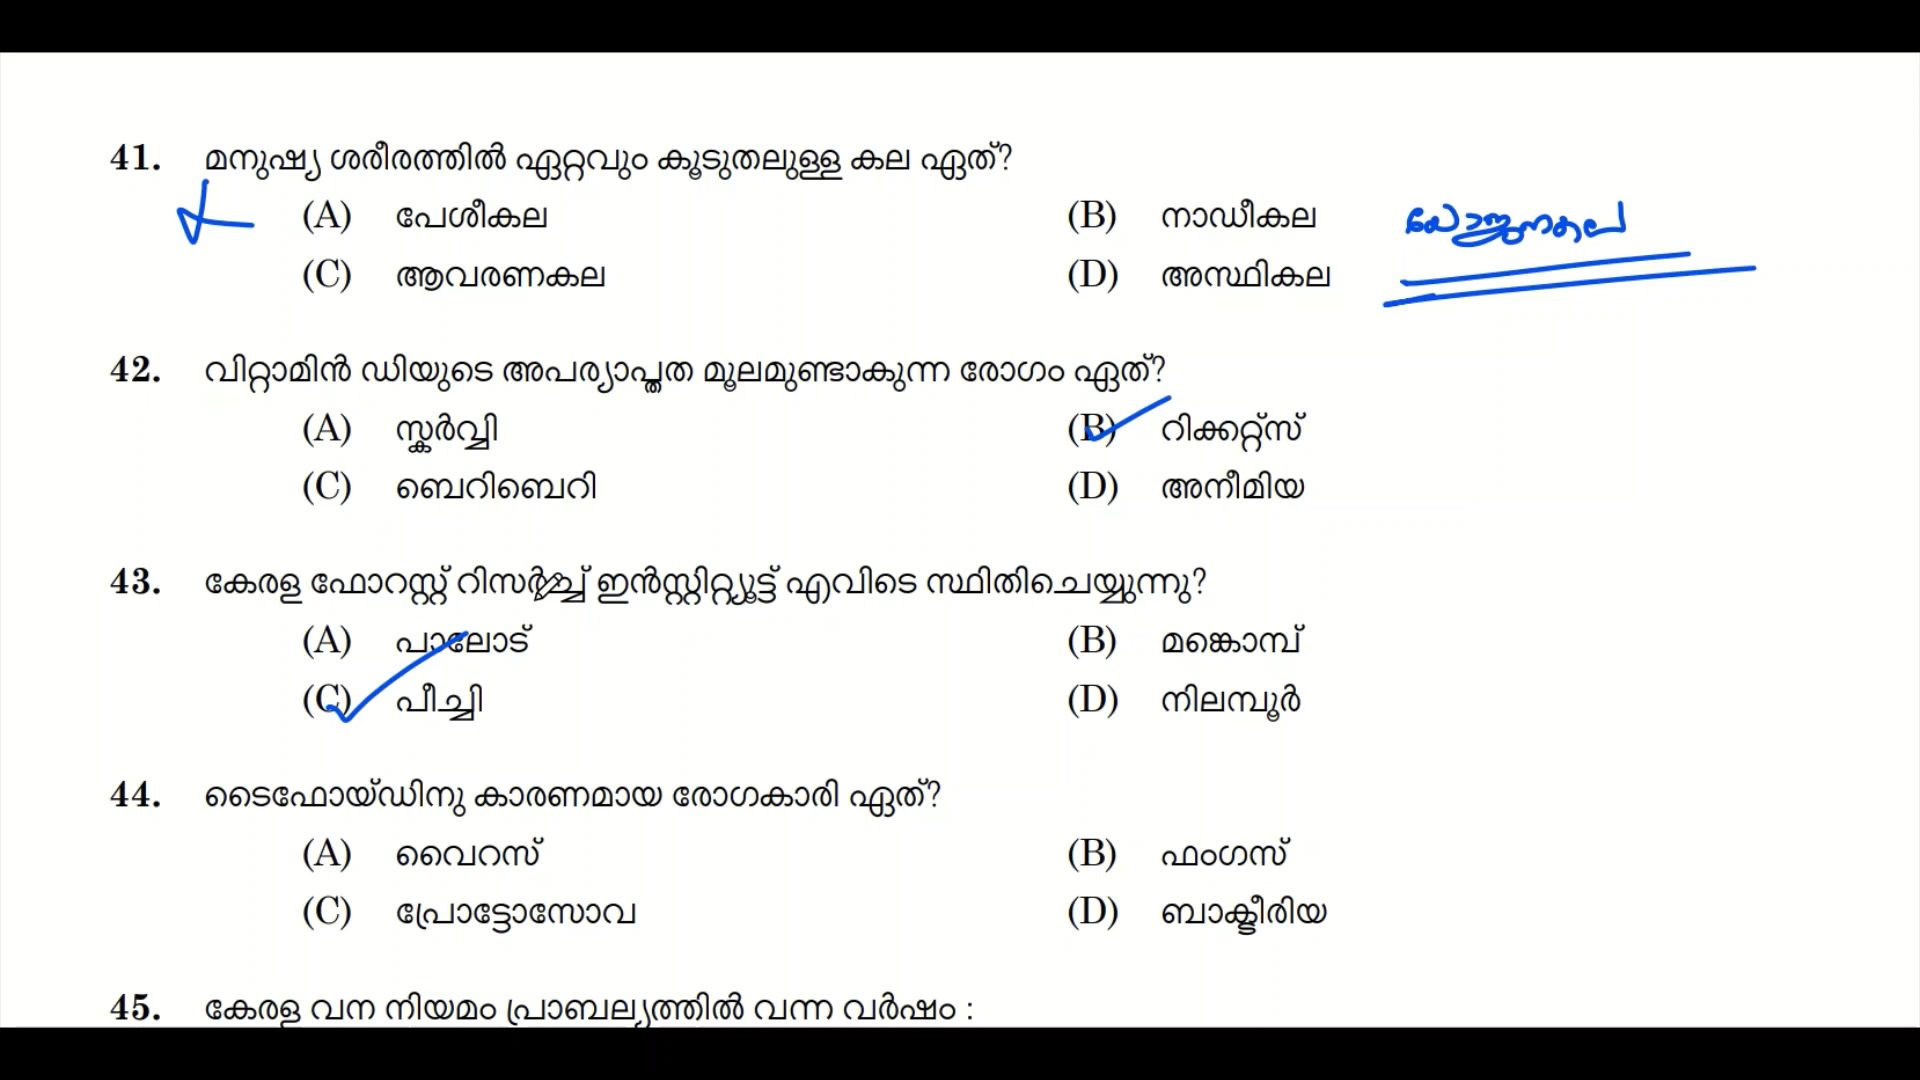 41. മനുഷ്യ ശരീരത്തിൽ ഏറ്റവും കൂടുതലുള്ള കല ഏത്?
(A) പേശീകല (B) നാഡീകല യോജകകല
(C) ആവരണകല (D) അസ്ഥികല
42. വിറ്റാമിൻ ഡിയുടെ അപര്യാപ്തത മൂലമുണ്ടാകുന്ന രോഗം ഏത്?
(A) സ്കർവ്വി (B) റിക്കറ്റ്സ്
(C) ബെറിബെറി (D) അനീമിയ
43. കേരള ഫോറസ്റ്റ് റിസർച്ച് ഇൻസ്റ്റിറ്റ്യൂട്ട് എവിടെ സ്ഥിതിചെയ്യുന്നു?
(A) പാലോട് (B) മങ്കൊമ്പ്
(C) പീച്ചി (D) നിലമ്പൂർ
44. ടൈഫോയ്ഡിനു കാരണമായ രോഗകാരി ഏത്?
(A) വൈറസ് (B) ഫംഗസ്
(C) പ്രോട്ടോസോവ (D) ബാക്ടീരിയ
45. കേരള വന നിയമം പ്രാബല്യത്തിൽ വന്ന വർഷം :